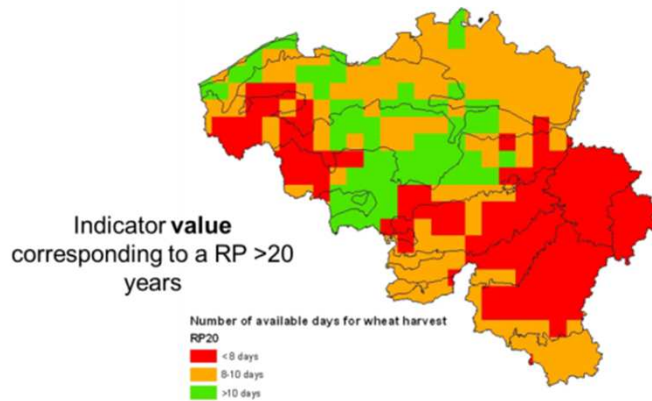 Indicator value
corresponding to a RP >20
years
Number of available days for wheat harvest
RP20
< 8 days
8-10 days
>10 days